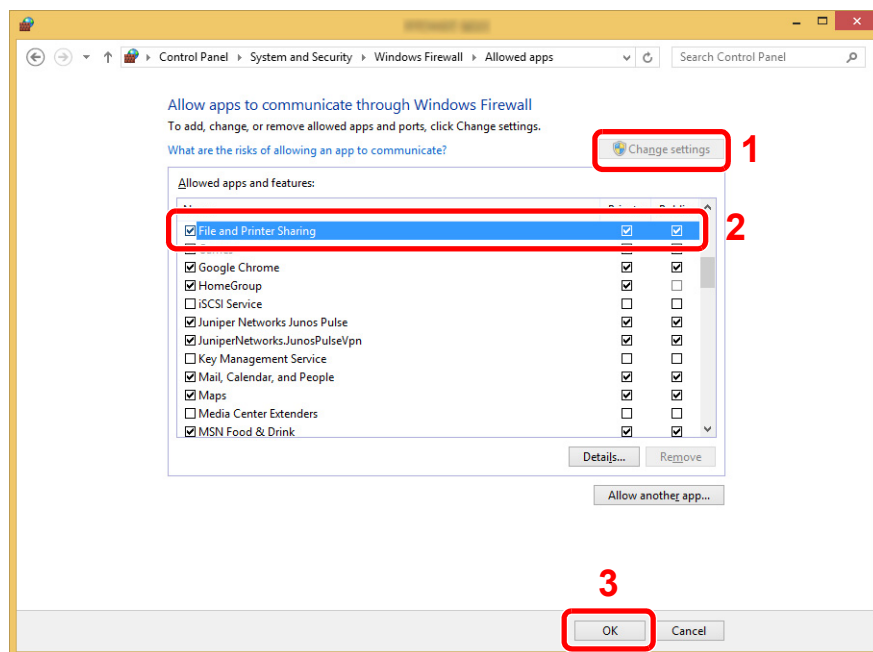 Control Panel System and Security Windows Firewall Allowed apps Search Control Panel
Allow apps to communicate through Windows Firewall
To add, change, or remove allowed apps and ports, click Change settings.
What are the risks of allowing an app to communicate?
Change settings
1
Allowed apps and features:
File and Printer Sharing
2
Google Chrome
HomeGroup
iSCSI Service
Juniper Networks Junos Pulse
JuniperNetworks.JunosPulseVpn
Key Management Service
Mail, Calendar, and People
Maps
Media Center Extenders
MSN Food & Drink
Details... Remove
Allow another app...
3
OK Cancel